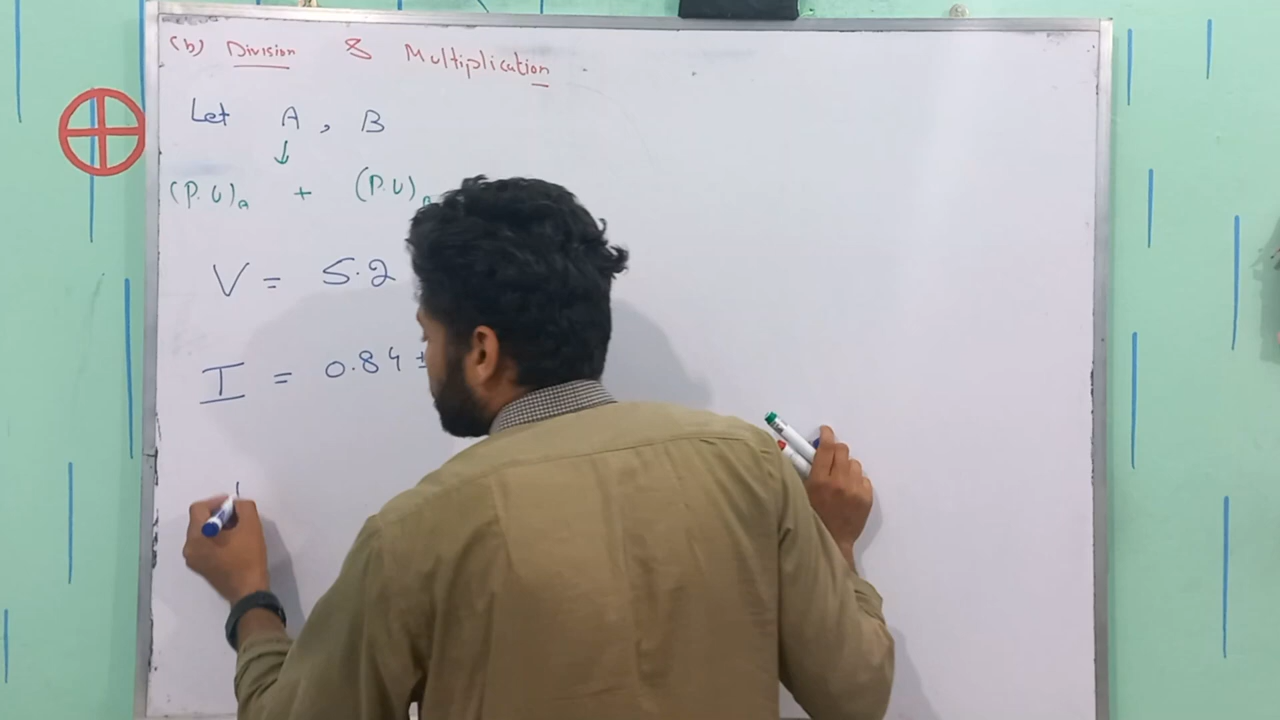 (b) Division & Multiplication
Let A , B
↓
(P.U)a + (P.U)
V = 5.2
I = 0.84 ±